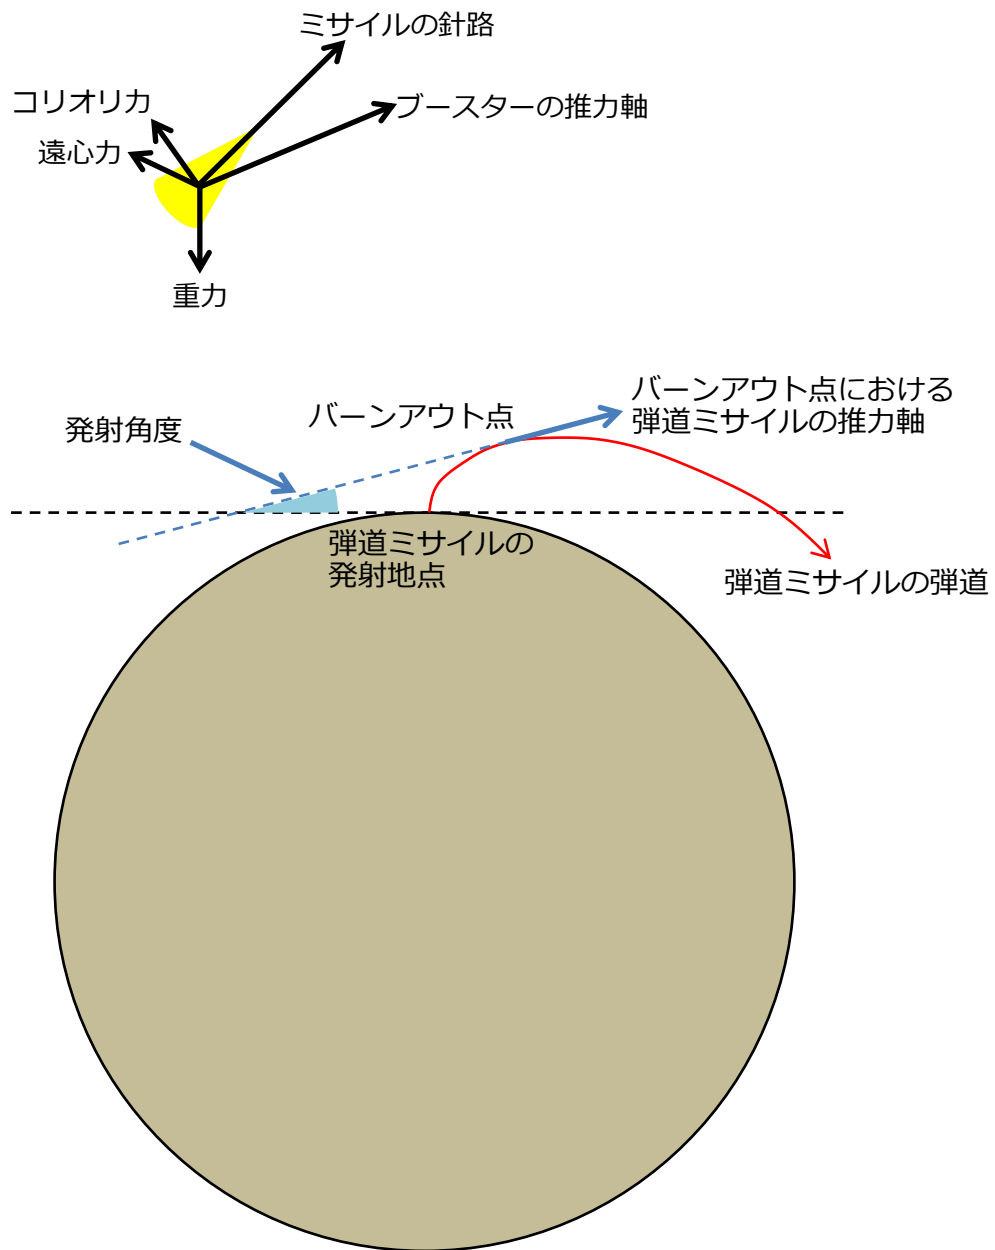 ミサイルの針路
コリオリ力
ブースターの推力軸
遠心力
重力
バーンアウト点における
弾道ミサイルの推力軸
バーンアウト点
発射角度
弾道ミサイルの
発射地点
弾道ミサイルの弾道